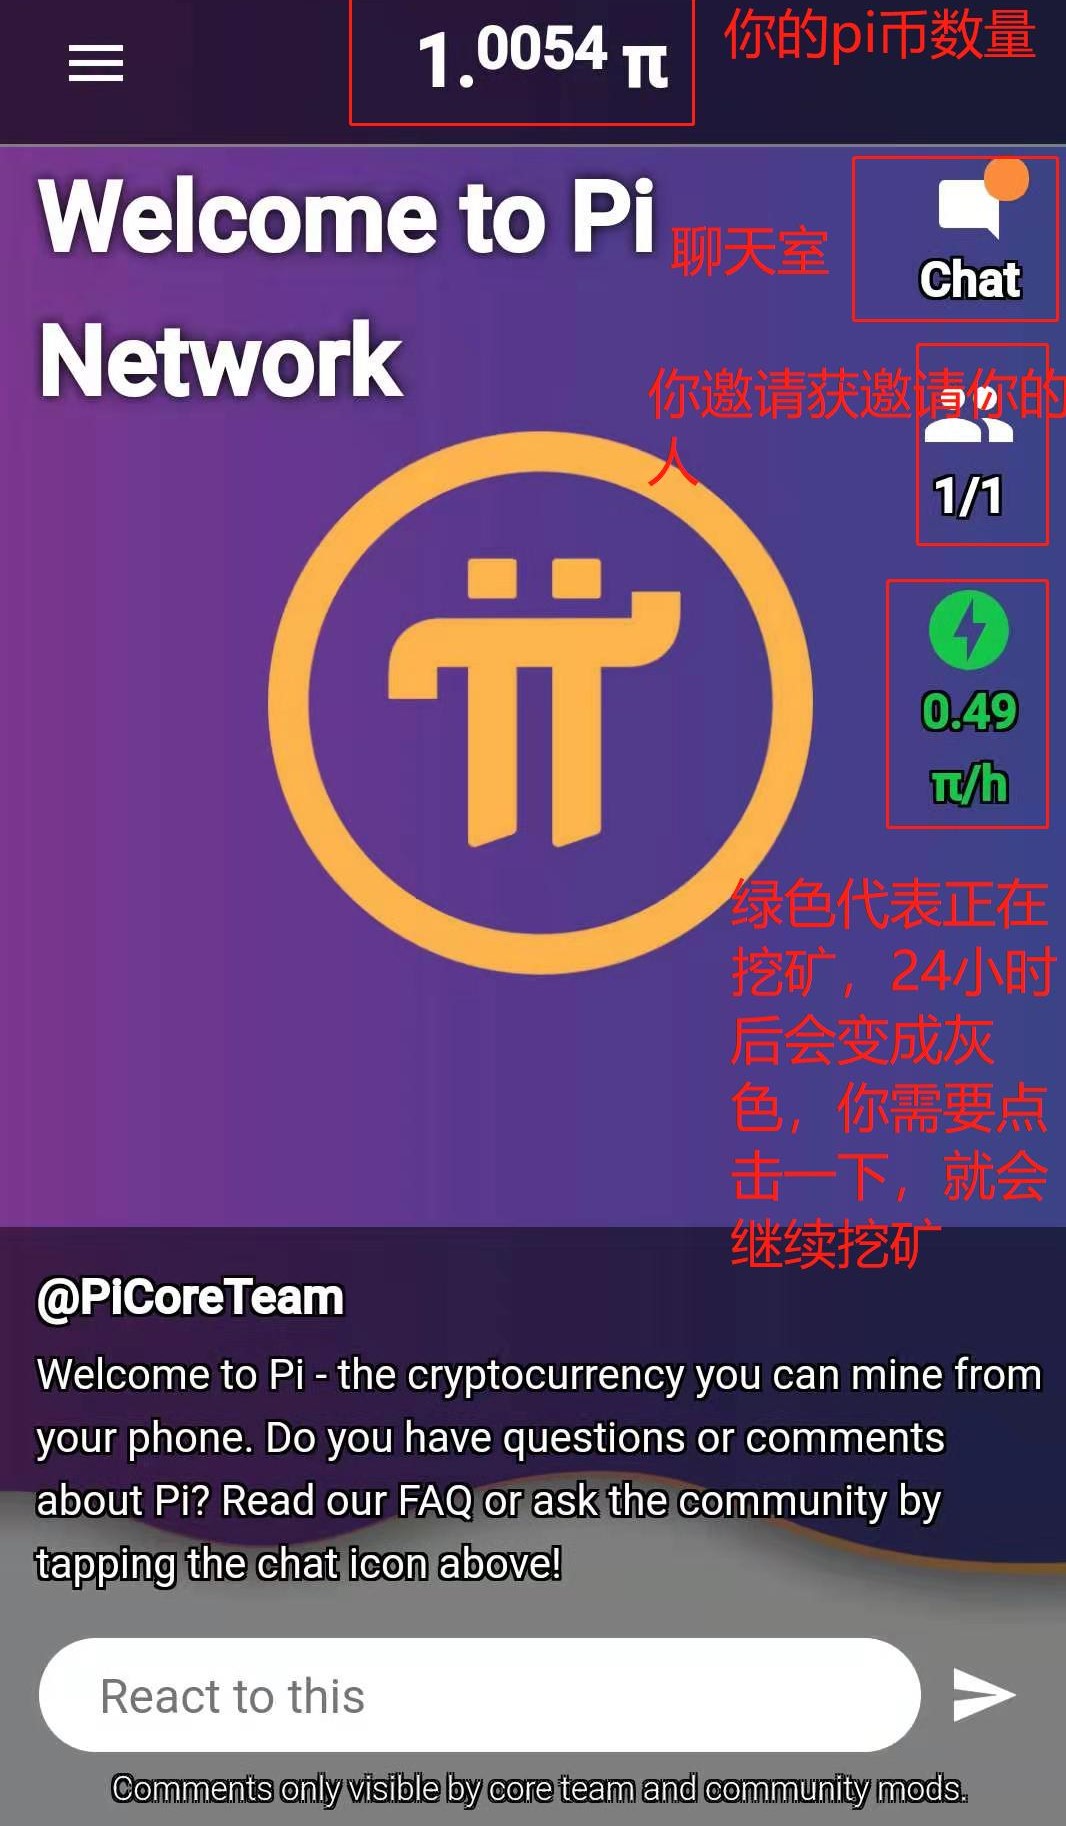 1.0054 π
你的pi币数量
Welcome to Pi
Network
聊天室
Chat
你邀请获邀请你的
人
1/1
0.49
π/h
绿色代表正在
挖矿，24小时
后会变成灰
色，你需要点
击一下，就会
继续挖矿
@PiCoreTeam
Welcome to Pi - the cryptocurrency you can mine from
your phone. Do you have questions or comments
about Pi? Read our FAQ or ask the community by
tapping the chat icon above!
React to this
Comments only visible by core team and community mods.